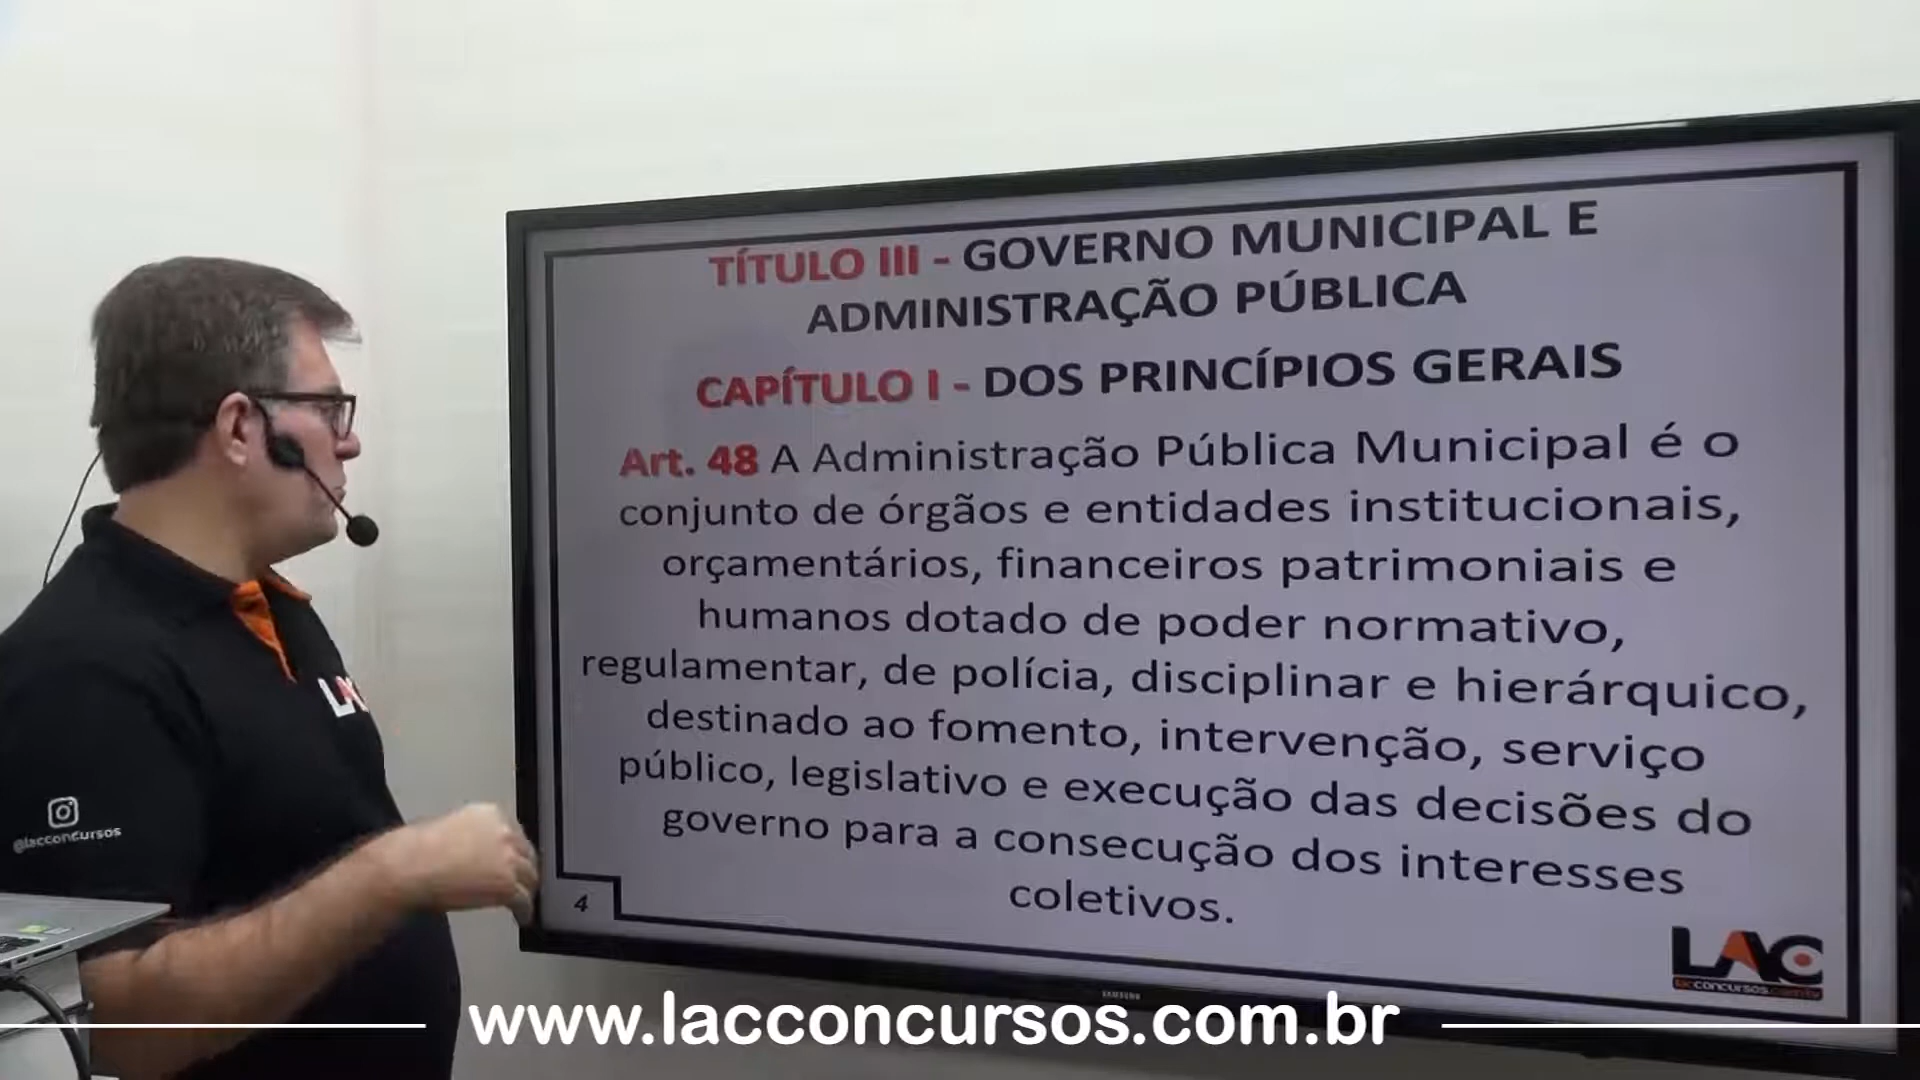 TÍTULO III - GOVERNO MUNICIPAL E
ADMINISTRAÇÃO PÚBLICA
CAPÍTULO I - DOS PRINCÍPIOS GERAIS
Art. 48 A Administração Pública Municipal é o
conjunto de órgãos e entidades institucionais,
orçamentários, financeiros patrimoniais e
humanos dotado de poder normativo,
regulamentar, de polícia, disciplinar e hierárquico,
destinado ao fomento, intervenção, serviço
público, legislativo e execução das decisões do
governo para a consecução dos interesses
coletivos.
4
LAC
lacconcursos.com.br
SAMSUNG
LAC
@lacconcursos
www.lacconcursos.com.br